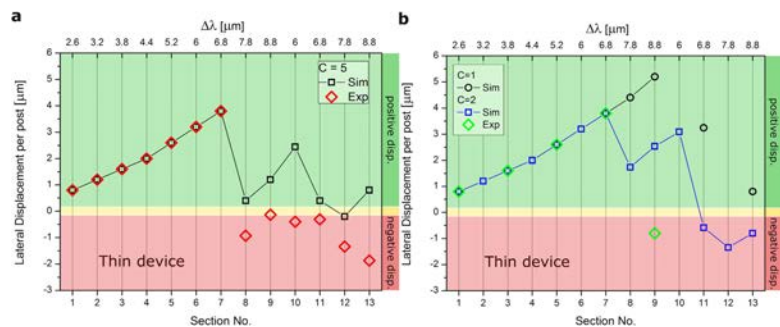 a
Δλ [μm]
2.6 3.2 3.8 4.4 5.2 6 6.8 7.8 8.8 6 6.8 7.8 8.8
6
5
4
3
2
1
0
-1
-2
-3
Lateral Displacement per post [μm]
C = 5
Sim
Exp
Thin device
positive disp.
negative disp.
1 2 3 4 5 6 7 8 9 10 11 12 13
Section No.
b
Δλ [μm]
2.6 3.2 3.8 4.4 5.2 6 6.8 7.8 8.8 6 6.8 7.8 8.8
6
5
4
3
2
1
0
-1
-2
-3
Lateral Displacement per post [μm]
C=1
Sim
C=2
Sim
Exp
Thin device
positive disp.
negative disp.
1 2 3 4 5 6 7 8 9 10 11 12 13
Section No.